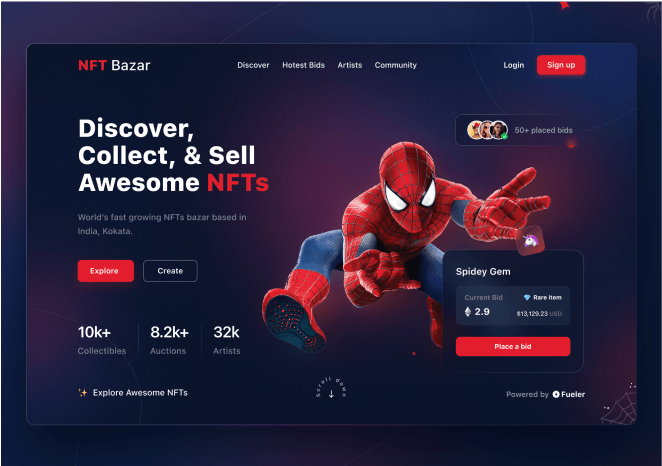 NFT Bazar
Discover
Hotest Bids
Artists
Community
Login
Sign up
Discover,
Collect, & Sell
Awesome NFTs
World's fast growing NFTs bazar based in
India, Kokata.
Explore
Create
50+ placed bids
Spidey Gem
Current Bid
Rare item
2.9
$13,129.23 USD
Place a bid
10k+
Collectibles
8.2k+
Auctions
32k
Artists
Explore Awesome NFTs
Scroll down
Powered by Fueler